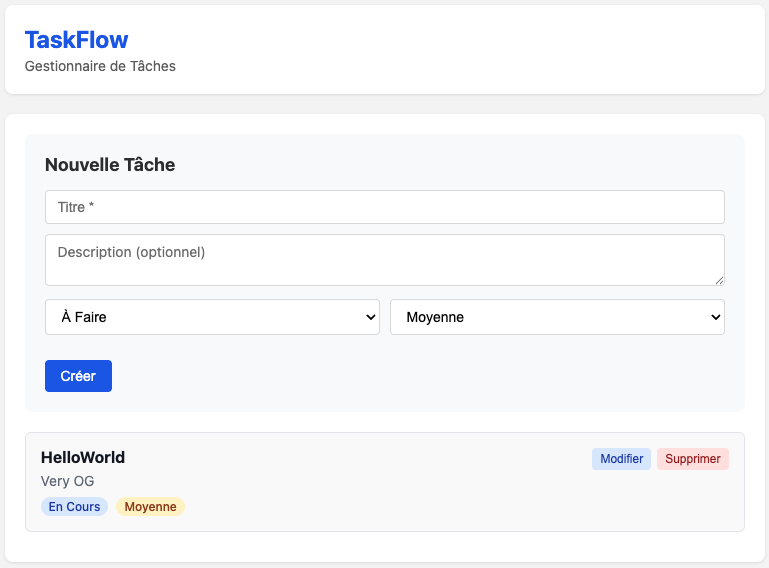 TaskFlow
Gestionnaire de Tâches
Nouvelle Tâche
Titre *
Description (optionnel)
À Faire
Moyenne
Créer
HelloWorld
Modifier
Supprimer
Very OG
En Cours
Moyenne